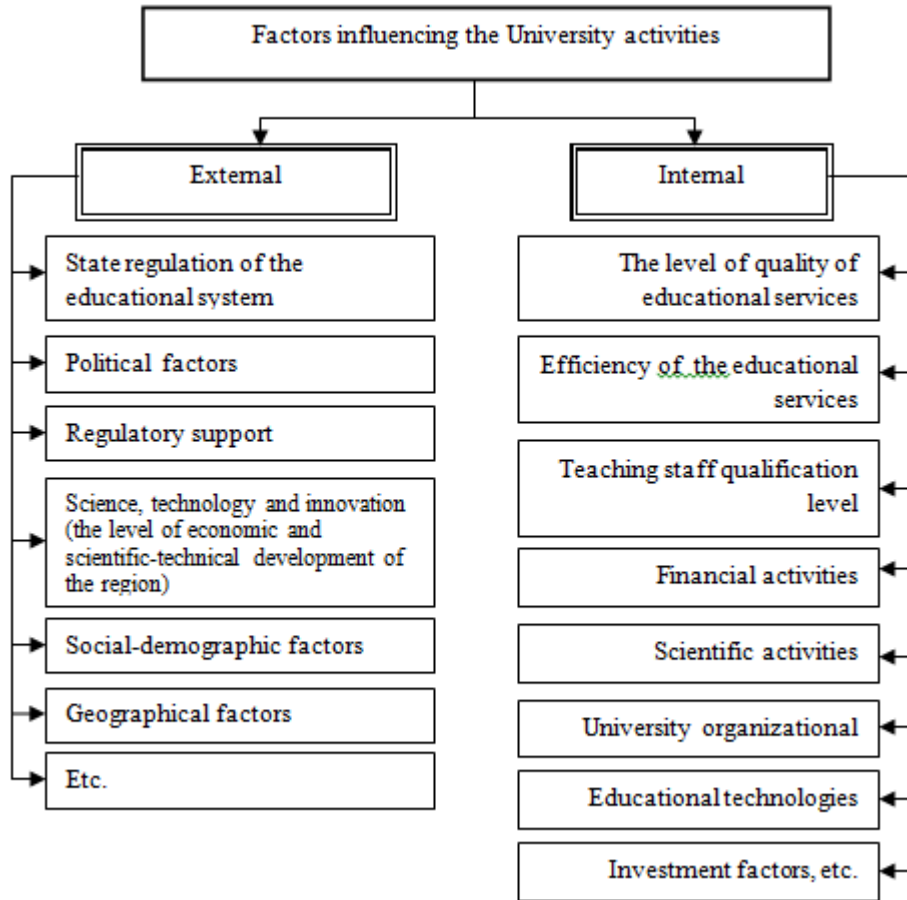 Factors influencing the University activities
External
State regulation of the
educational system
Political factors
Regulatory support
Science, technology and innovation
(the level of economic and
scientific-technical development of
the region)
Social-demographic factors
Geographical factors
Etc.
Internal
The level of quality of
educational services
Efficiency of the educational
services
Teaching staff qualification
level
Financial activities
Scientific activities
University organizational
Educational technologies
Investment factors, etc.